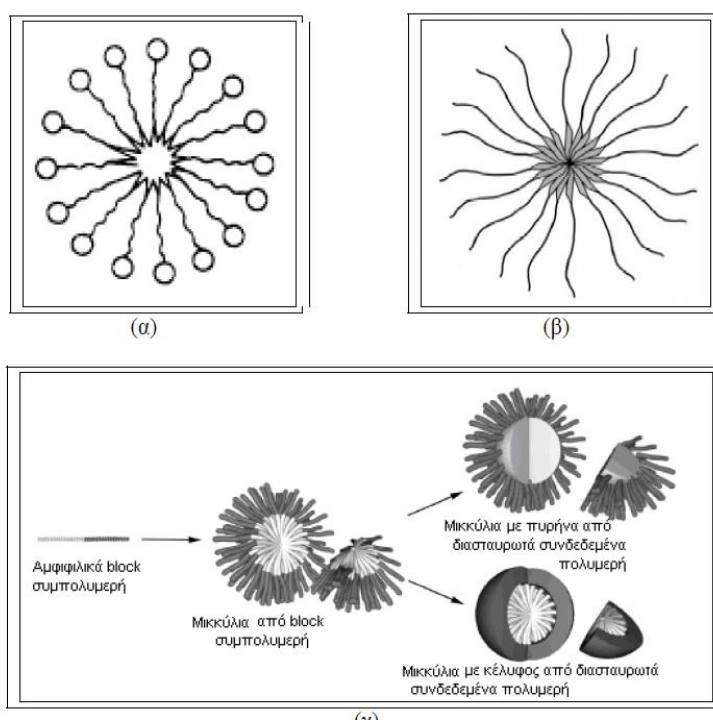 (α)
(β)
Αμφιφιλικά block
συμπολυμερή
Μικκύλια από block
συμπολυμερή
Μικκύλια με πυρήνα από
διασταυρωτά συνδεδεμένα
πολυμερή
Μικκύλια με κέλυφος από διασταυρωτά
συνδεδεμένα πολυμερή
(γ)